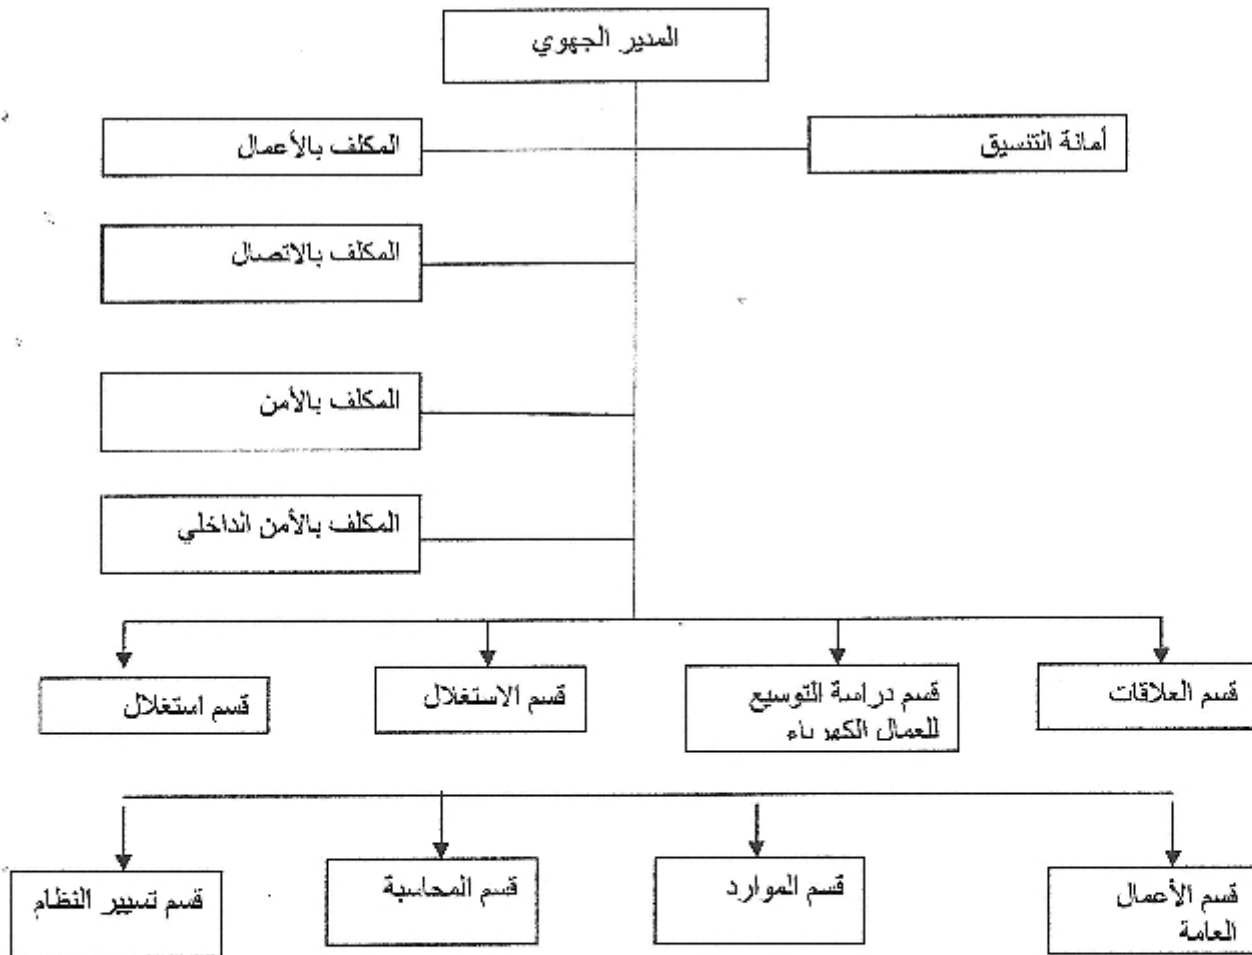 المدير الجهوي
أمانة التنسيق
المكلف بالأعمال
المكلف بالاتصال
المكلف بالأمن
المكلف بالأمن الداخلي
قسم العلاقات
قسم دراسة التوسيع
للعمال الكهرباء
قسم الاستغلال
قسم استغلال
قسم الأعمال
العامة
قسم الموارد
قسم المحاسبة
قسم تسيير النظام